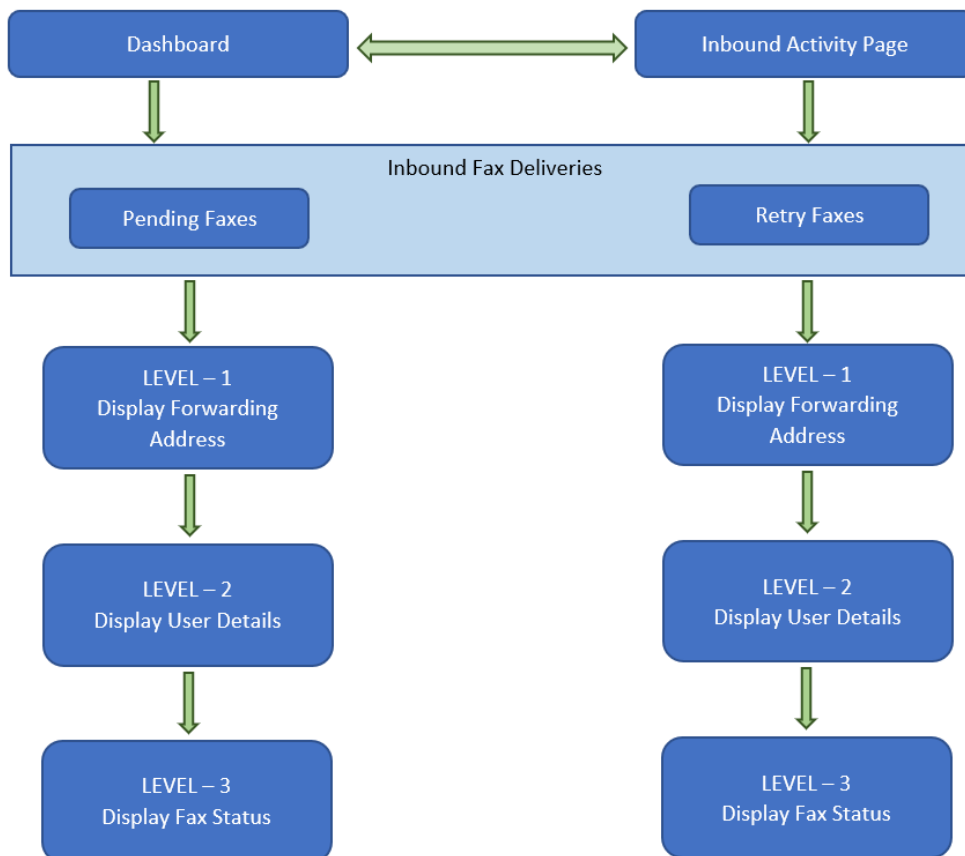 Dashboard
Inbound Activity Page
Inbound Fax Deliveries
Pending Faxes
Retry Faxes
LEVEL – 1
Display Forwarding
Address
LEVEL – 1
Display Forwarding
Address
LEVEL – 2
Display User Details
LEVEL – 2
Display User Details
LEVEL – 3
Display Fax Status
LEVEL – 3
Display Fax Status